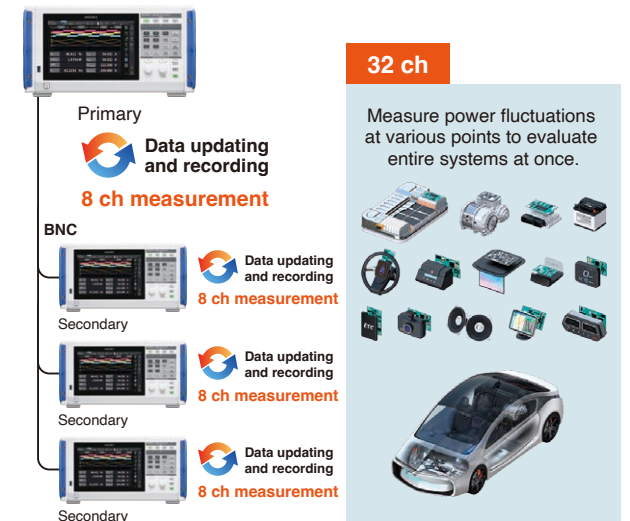 Primary
Data updating
and recording
8 ch measurement
BNC
Data updating
and recording
8 ch measurement
Secondary
Data updating
and recording
8 ch measurement
Secondary
Data updating
and recording
8 ch measurement
Secondary
32 ch
Measure power fluctuations
at various points to evaluate
entire systems at once.
ETC